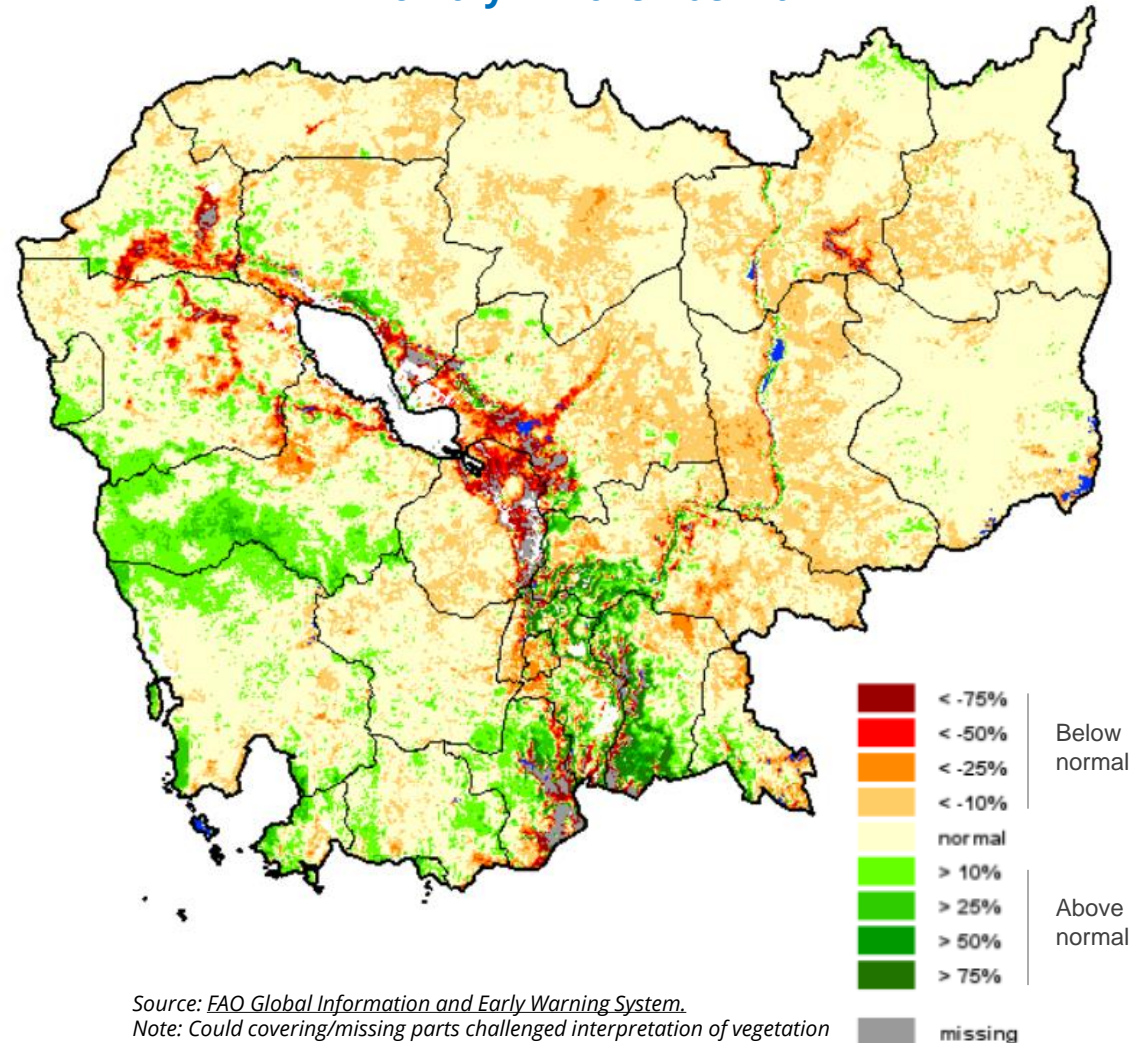 < -75%
< -50%
Below
normal
< -25%
< -10%
normal
> 10%
> 25%
Above
normal
> 50%
> 75%
missing
Source: FAO Global Information and Early Warning System.
Note: Could covering/missing parts challenged interpretation of vegetation